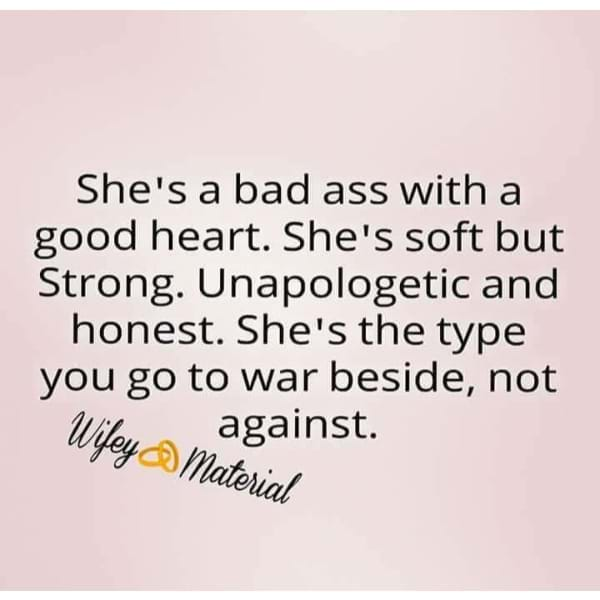 She's a bad ass with a
good heart. She's soft but
Strong. Unapologetic and
honest. She's the type
you go to war beside, not
against.
Wifey Material